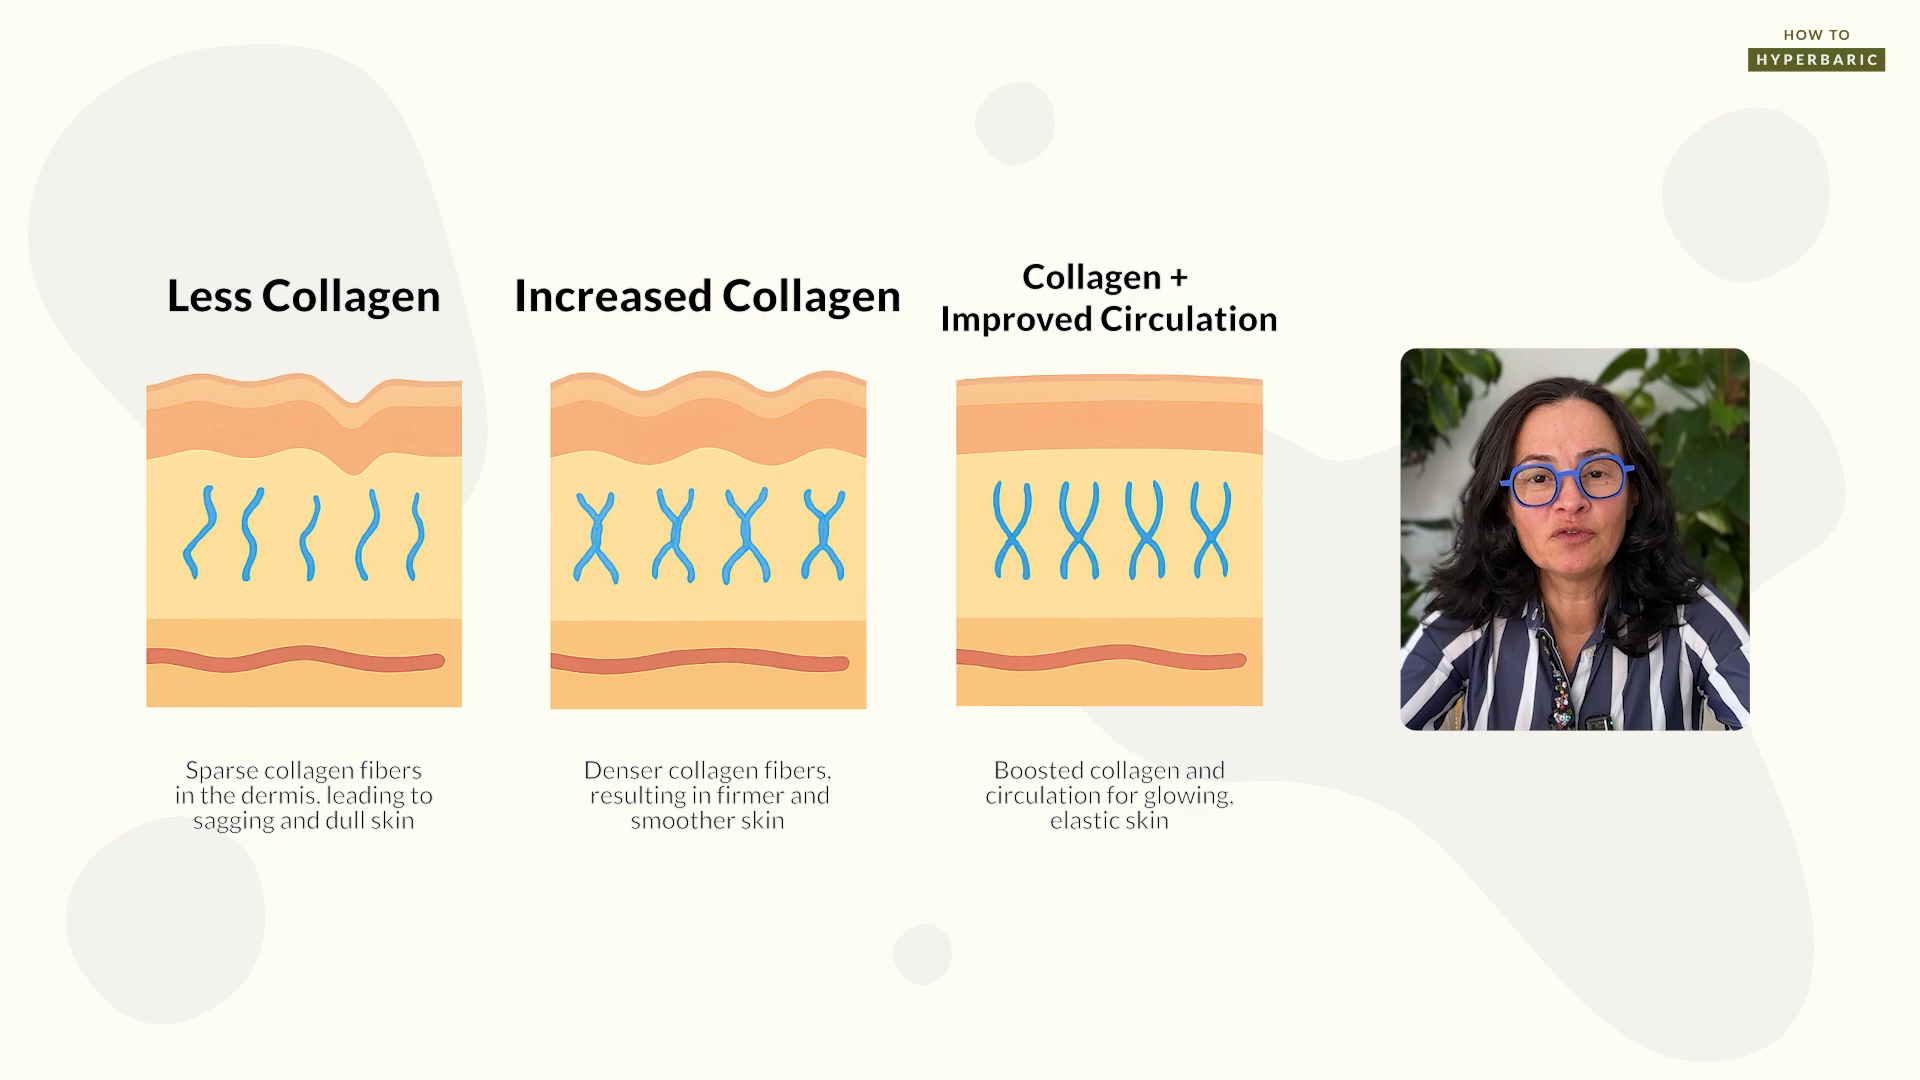 HOW TO
HYPERBARIC
Less Collagen
Increased Collagen
Collagen +
Improved Circulation
Sparse collagen fibers
in the dermis, leading to
sagging and dull skin
Denser collagen fibers,
resulting in firmer and
smoother skin
Boosted collagen and
circulation for glowing,
elastic skin